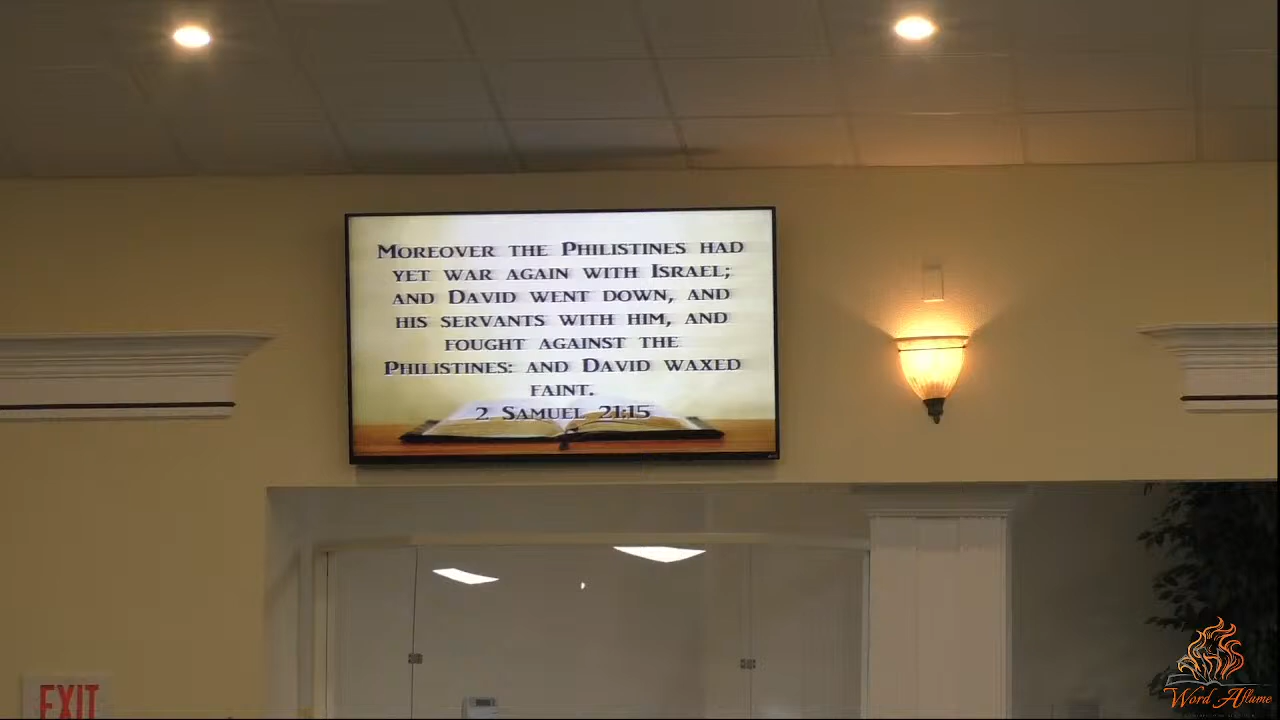 Moreover the Philistines had
yet war again with Israel;
and David went down, and
his servants with him, and
fought against the
Philistines: and David waxed
faint.
2 Samuel 21:15
EXIT
Word Aflame